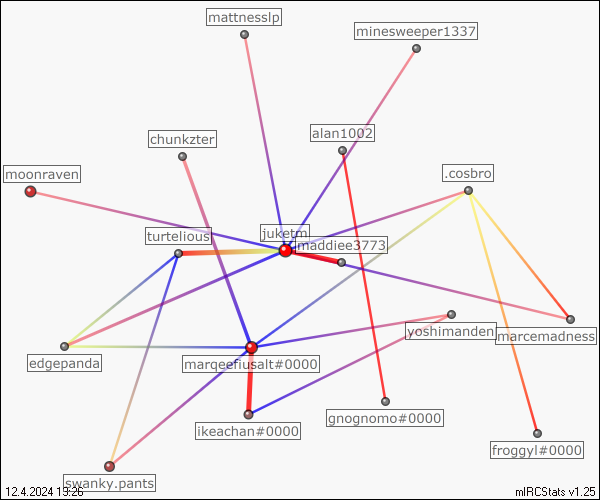 mattnesslp
minesweeper1337
alan1002
chunkzter
moonraven
.cosbro
juketm
turtelious
maddiee3773
yoshimanden
marcemadness
edgepanda
marqeefiusalt#0000
gnognomo#0000
ikeachan#0000
froggyl#0000
swanky.pants
12.4.2024 19:26
mIRCStats v1.25